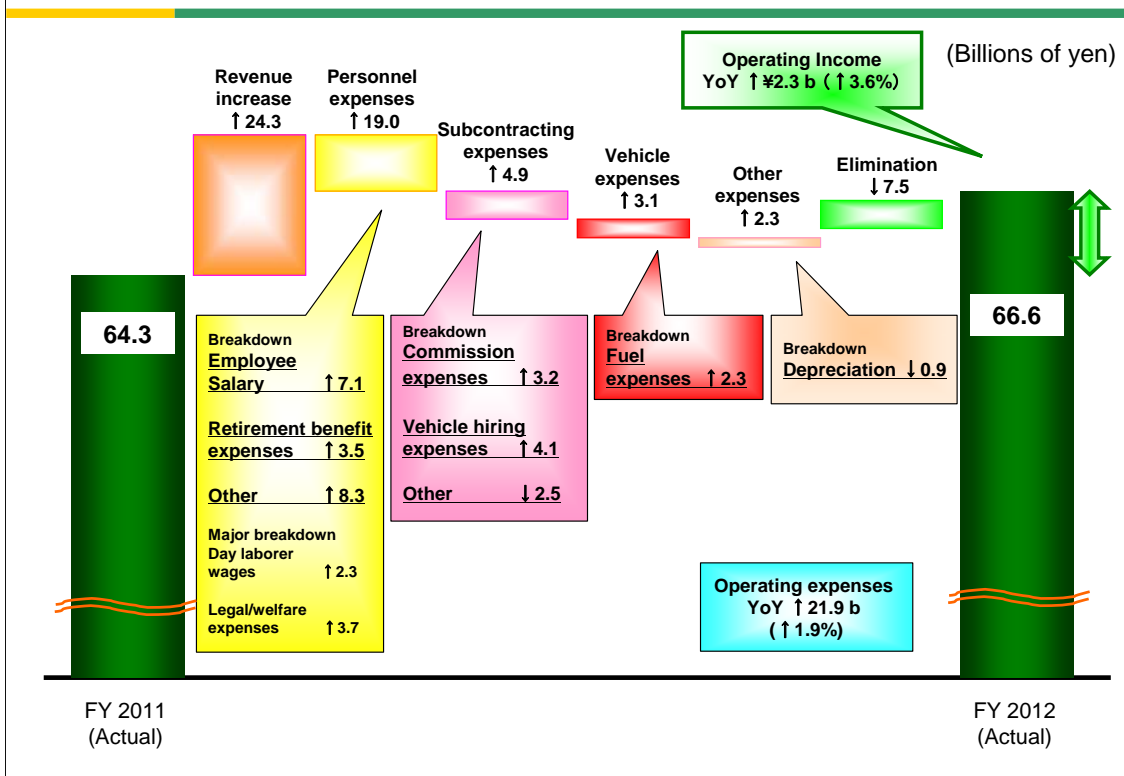 (Billions of yen)
Operating Income
YoY ↑¥2.3 b (↑3.6%)
Revenue
increase
↑24.3
Personnel
expenses
↑19.0
Subcontracting
expenses
↑4.9
Vehicle
expenses
↑3.1
Other
expenses
↑2.3
Elimination
↓7.5
64.3
Breakdown
Employee
Salary ↑7.1
Retirement benefit
expenses ↑3.5
Other ↑8.3
Major breakdown
Day laborer
wages ↑2.3
Legal/welfare
expenses ↑3.7
Breakdown
Commission
expenses ↑3.2
Vehicle hiring
expenses ↑4.1
Other ↓2.5
Breakdown
Fuel
expenses ↑2.3
Breakdown
Depreciation ↓0.9
66.6
Operating expenses
YoY ↑21.9 b
(↑1.9%)
FY 2011
(Actual)
FY 2012
(Actual)